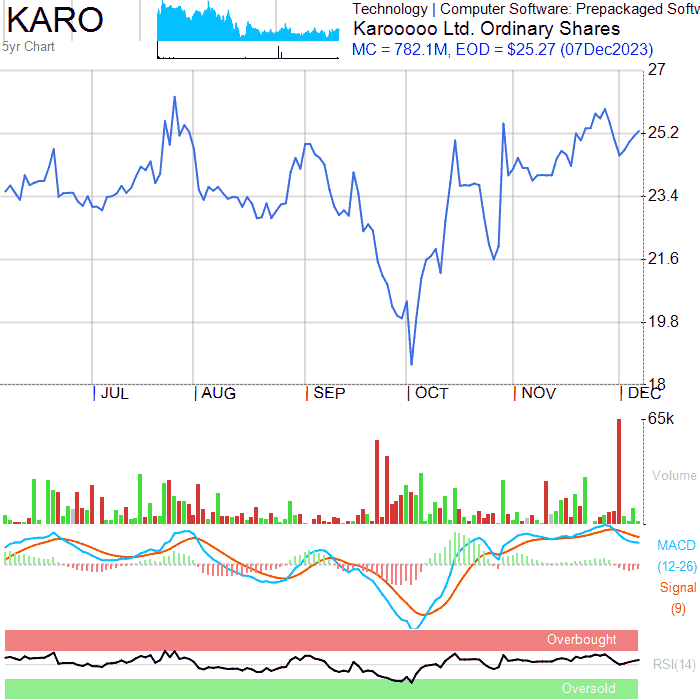 KARO
5yr Chart
Technology | Computer Software: Prepackaged Softw
Karooooo Ltd. Ordinary Shares
MC = 782.1M, EOD = $25.27 (07Dec2023)
27
25.2
23.4
21.6
19.8
18
JUL AUG SEP OCT NOV DEC
65k
Volume
MACD
(12-26)
Signal
(9)
Overbought
RSI(14)
Oversold